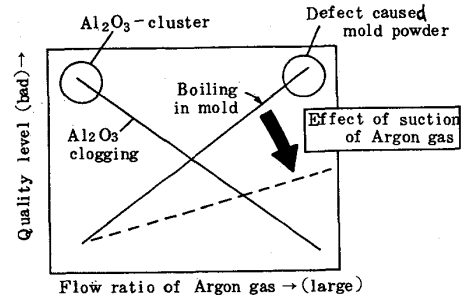 Al2O3-cluster
Defect caused
mold powder
Boiling
in mold
Al2O3
clogging
Effect of suction
of Argon gas
Quality level (bad)→
Flow ratio of Argon gas → (large)